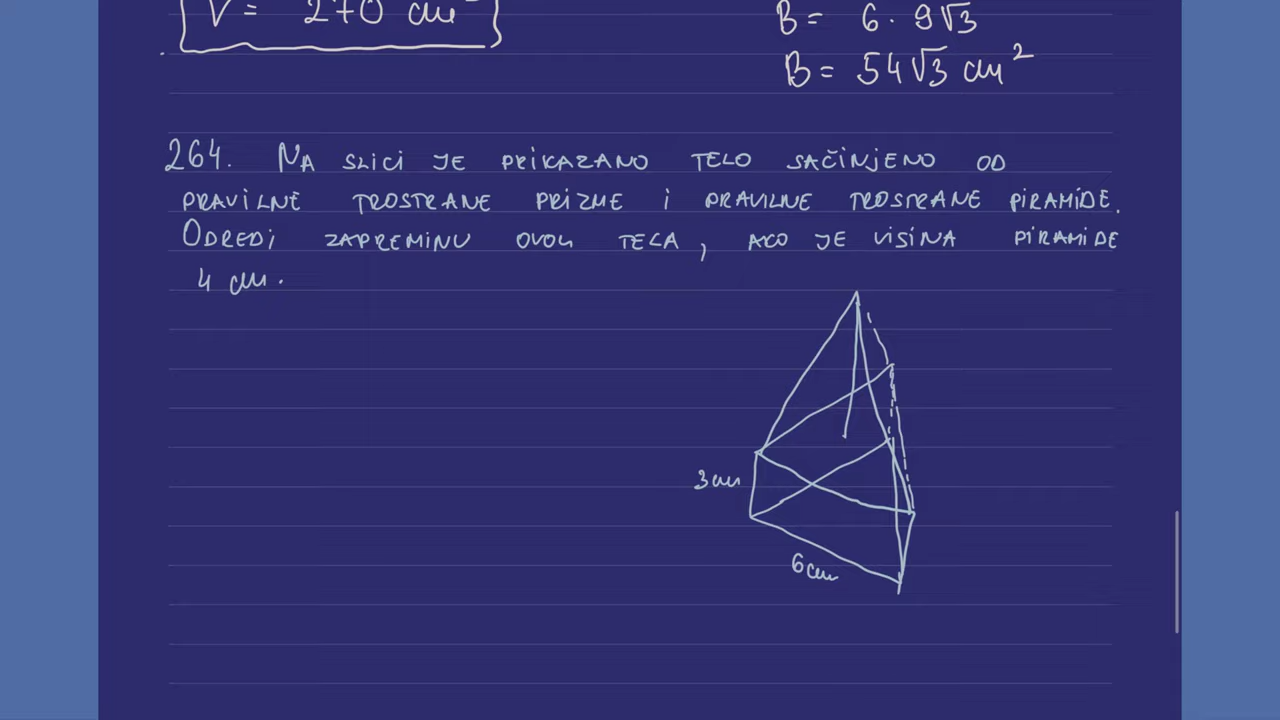 V = 270 cm
B = 6 · 9√3
B = 54√3 cm²
264. NA SLICI JE PRIKAZANO TELO SAČINJENO OD
PRAVILNE TROSTRANE PRIZME I PRAVILNE TROSTRANE PIRAMIDE.
ODREDI ZAPREMINU OVOG TELA, AKO JE VISINA PIRAMIDE
4 cm.
3cm
6cm